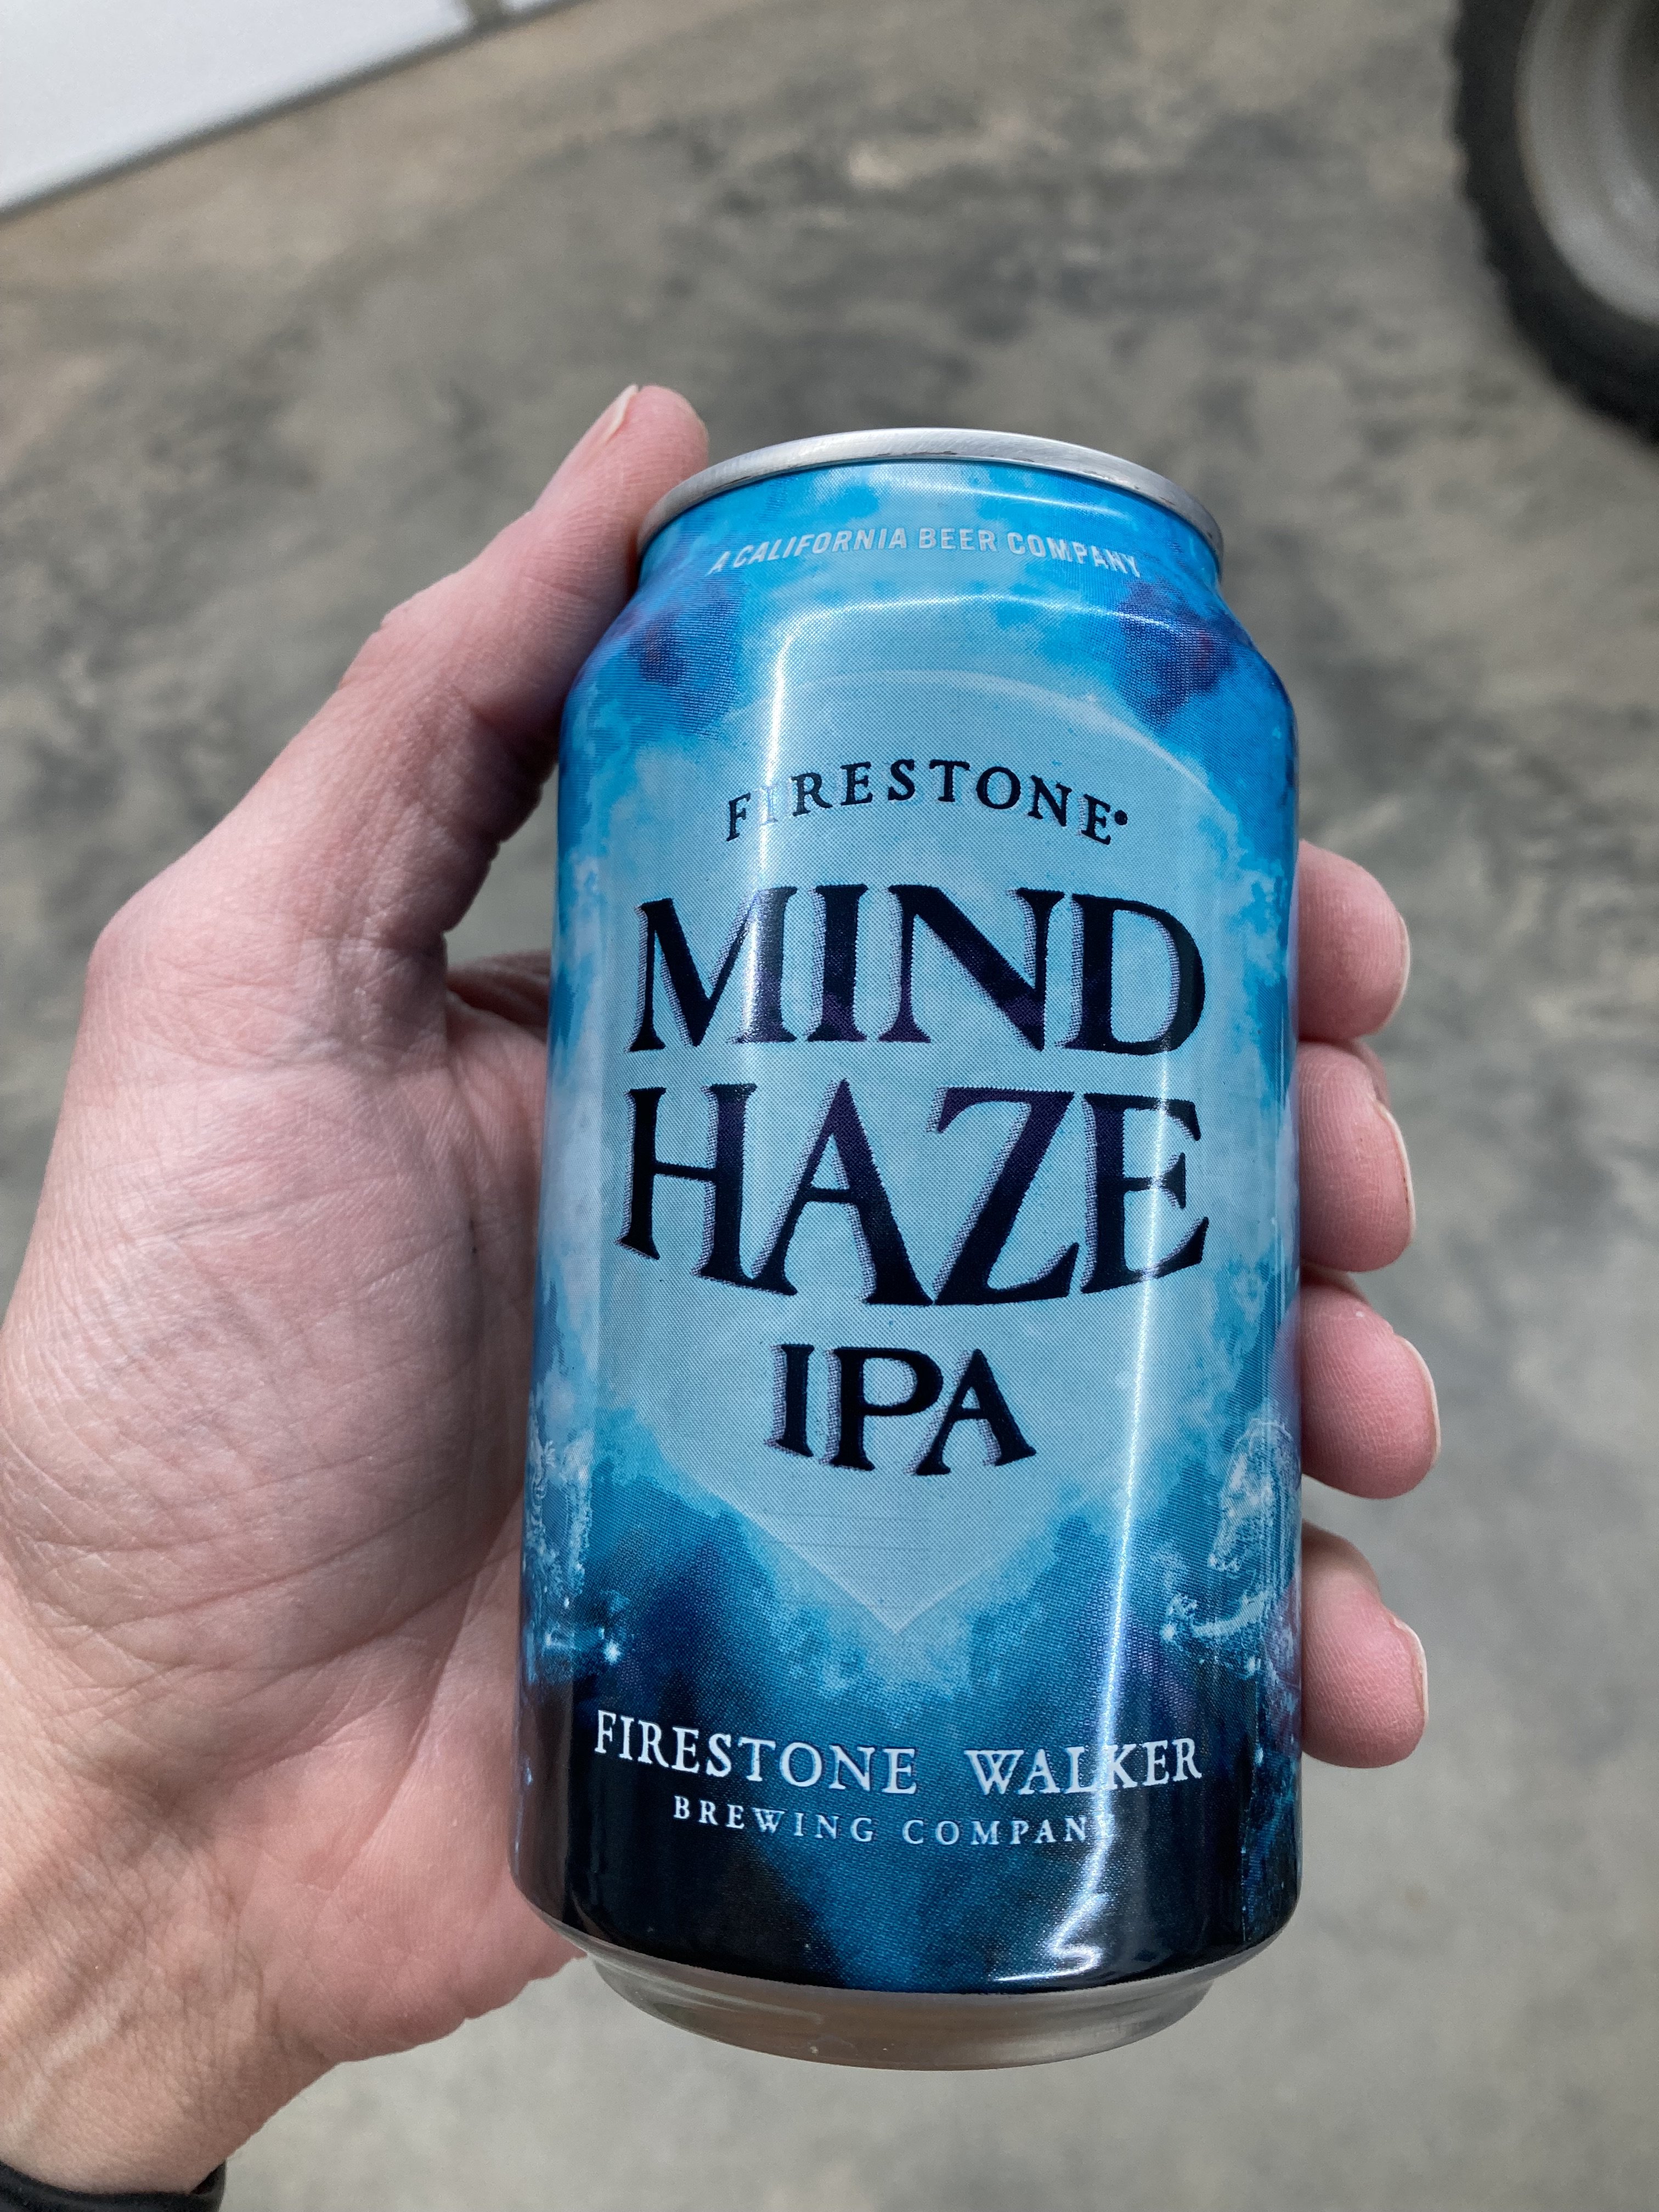 A CALIFORNIA BEER COMPANY
FIRESTONE
MIND
HAZE
IPA
FIRESTONE WALKER
BREWING COMPANY